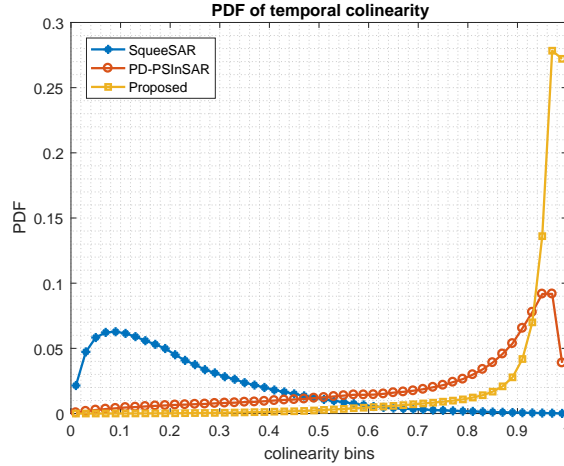 PDF of temporal colinearity
0.3
0.25
0.2
0.15
0.1
0.05
0
PDF
SqueeSAR
PD-PSInSAR
Proposed
0 0.1 0.2 0.3 0.4 0.5 0.6 0.7 0.8 0.9
colinearity bins